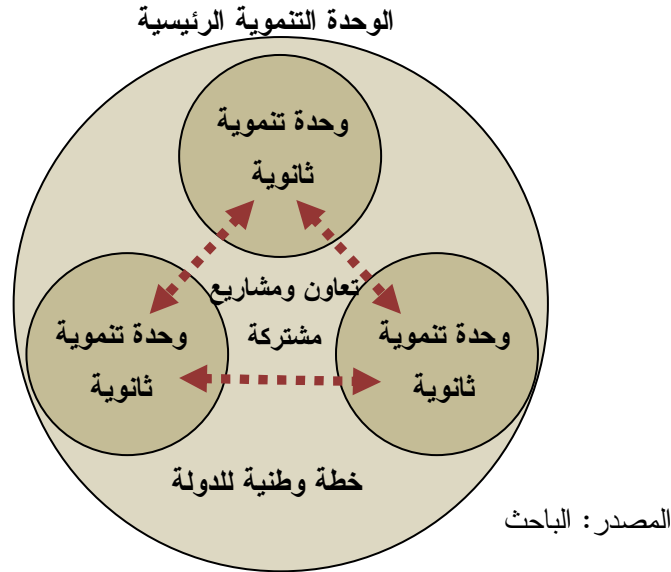 الوحدة التنموية الرئيسية
وحدة تنموية
ثانوية
تعاون ومشاريع
مشتركة
وحدة تنموية
ثانوية
وحدة تنموية
ثانوية
خطة وطنية للدولة
المصدر: الباحث